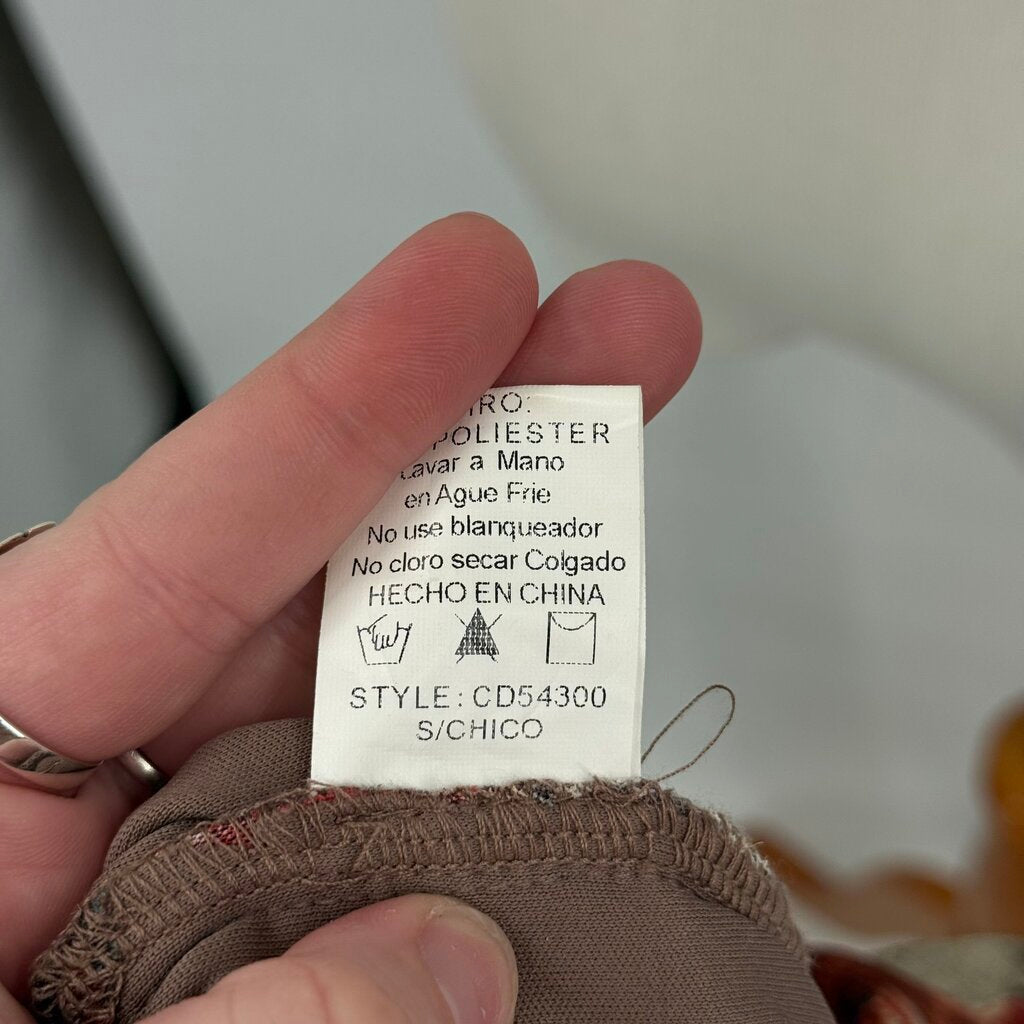 POLIESTER
Lavar a Mano
en Ague Frie
No use blanqueador
No cloro secar Colgado
HECHO EN CHINA
STYLE: CD54300
S/CHICO